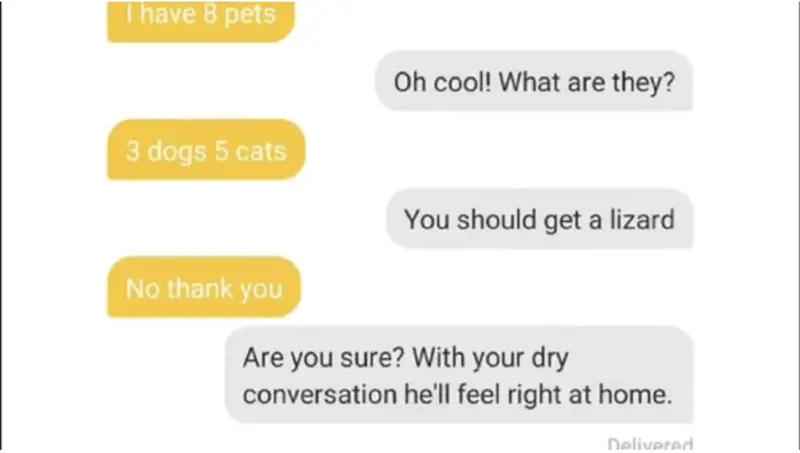 I have 8 pets
Oh cool! What are they?
3 dogs 5 cats
You should get a lizard
No thank you
Are you sure? With your dry
conversation he'll feel right at home.
Delivered